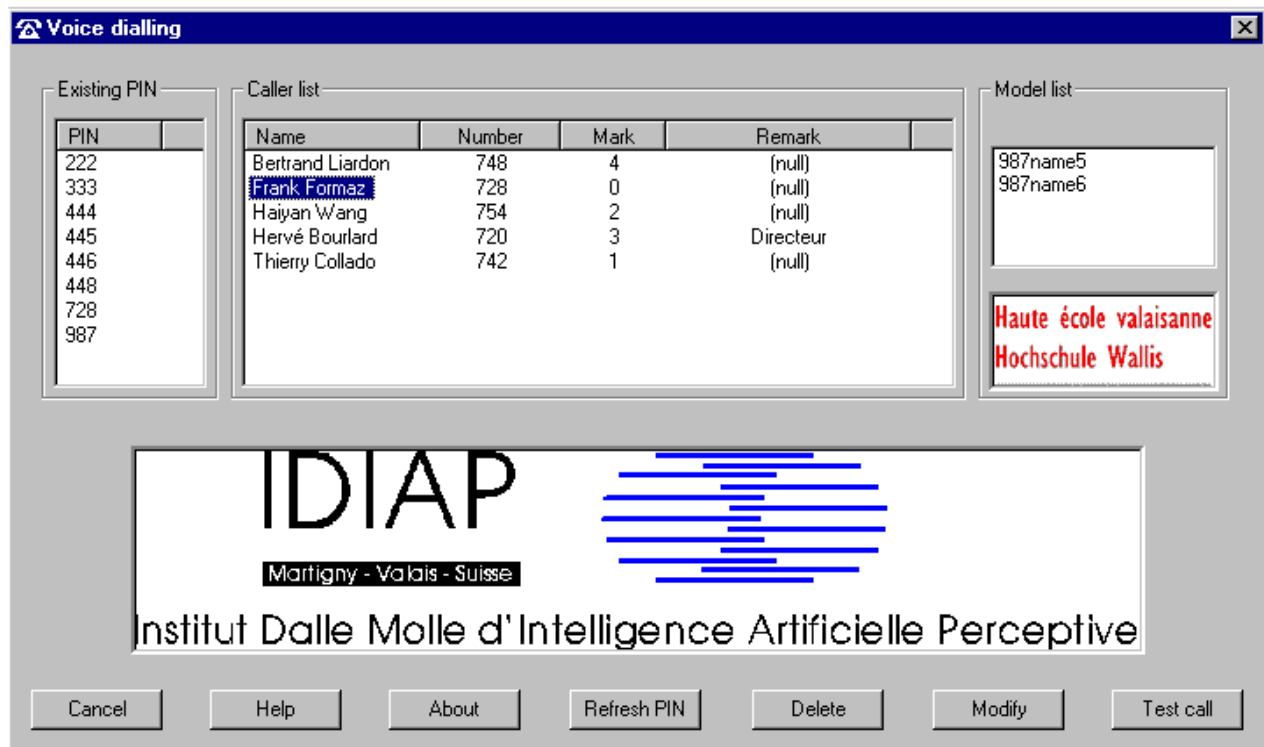 Voice dialling
Existing PIN
PIN
222
333
444
445
446
448
728
987
Caller list
Name Number Mark Remark
Bertrand Liardon 748 4 (null)
Frank Formaz 728 0 (null)
Haiyan Wang 754 2 (null)
Hervé Bourlard 720 3 Directeur
Thierry Collado 742 1 (null)
Model list
987name5
987name6
Haute école valaisanne
Hochschule Wallis
IDIAP
Martigny - Valais - Suisse
Institut Dalle Molle d'Intelligence Artificielle Perceptive
Cancel Help About Refresh PIN Delete Modify Test call